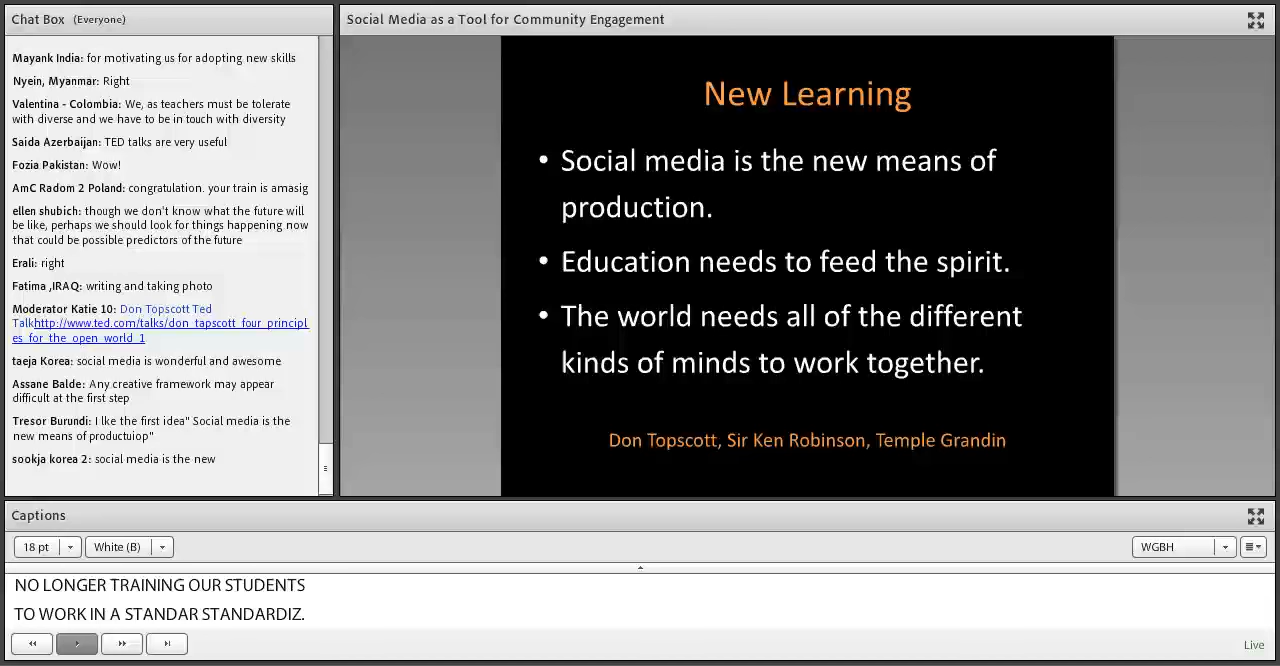 Chat Box (Everyone)
Mayank India: for motivating us for adopting new skills
Nyein, Myanmar: Right
Valentina - Colombia: We, as teachers must be tolerate
with diverse and we have to be in touch with diversity
Saida Azerbaijan: TED talks are very useful
Fozia Pakistan: Wow!
AmC Radom 2 Poland: congratulation. your train is amasig
ellen shubich: though we don't know what the future will
be like, perhaps we should look for things happening now
that could be possible predictors of the future
Erali: right
Fatima ,IRAQ: writing and taking photo
Moderator Katie 10: Don Topscott Ted
Talkhttp://www.ted.com/talks/don_tapscott_four_principl
es_for_the_open_world_1
taeja Korea: social media is wonderful and awesome
Assane Balde: Any creative framework may appear
difficult at the first step
Tresor Burundi: I lke the first idea" Social media is the
new means of productuiop"
sookja korea 2: social media is the new
Social Media as a Tool for Community Engagement
New Learning
• Social media is the new means of
production.
• Education needs to feed the spirit.
• The world needs all of the different
kinds of minds to work together.
Don Topscott, Sir Ken Robinson, Temple Grandin
Captions
18 pt
White (B)
WGBH
NO LONGER TRAINING OUR STUDENTS
TO WORK IN A STANDAR STANDARDIZ.
Live